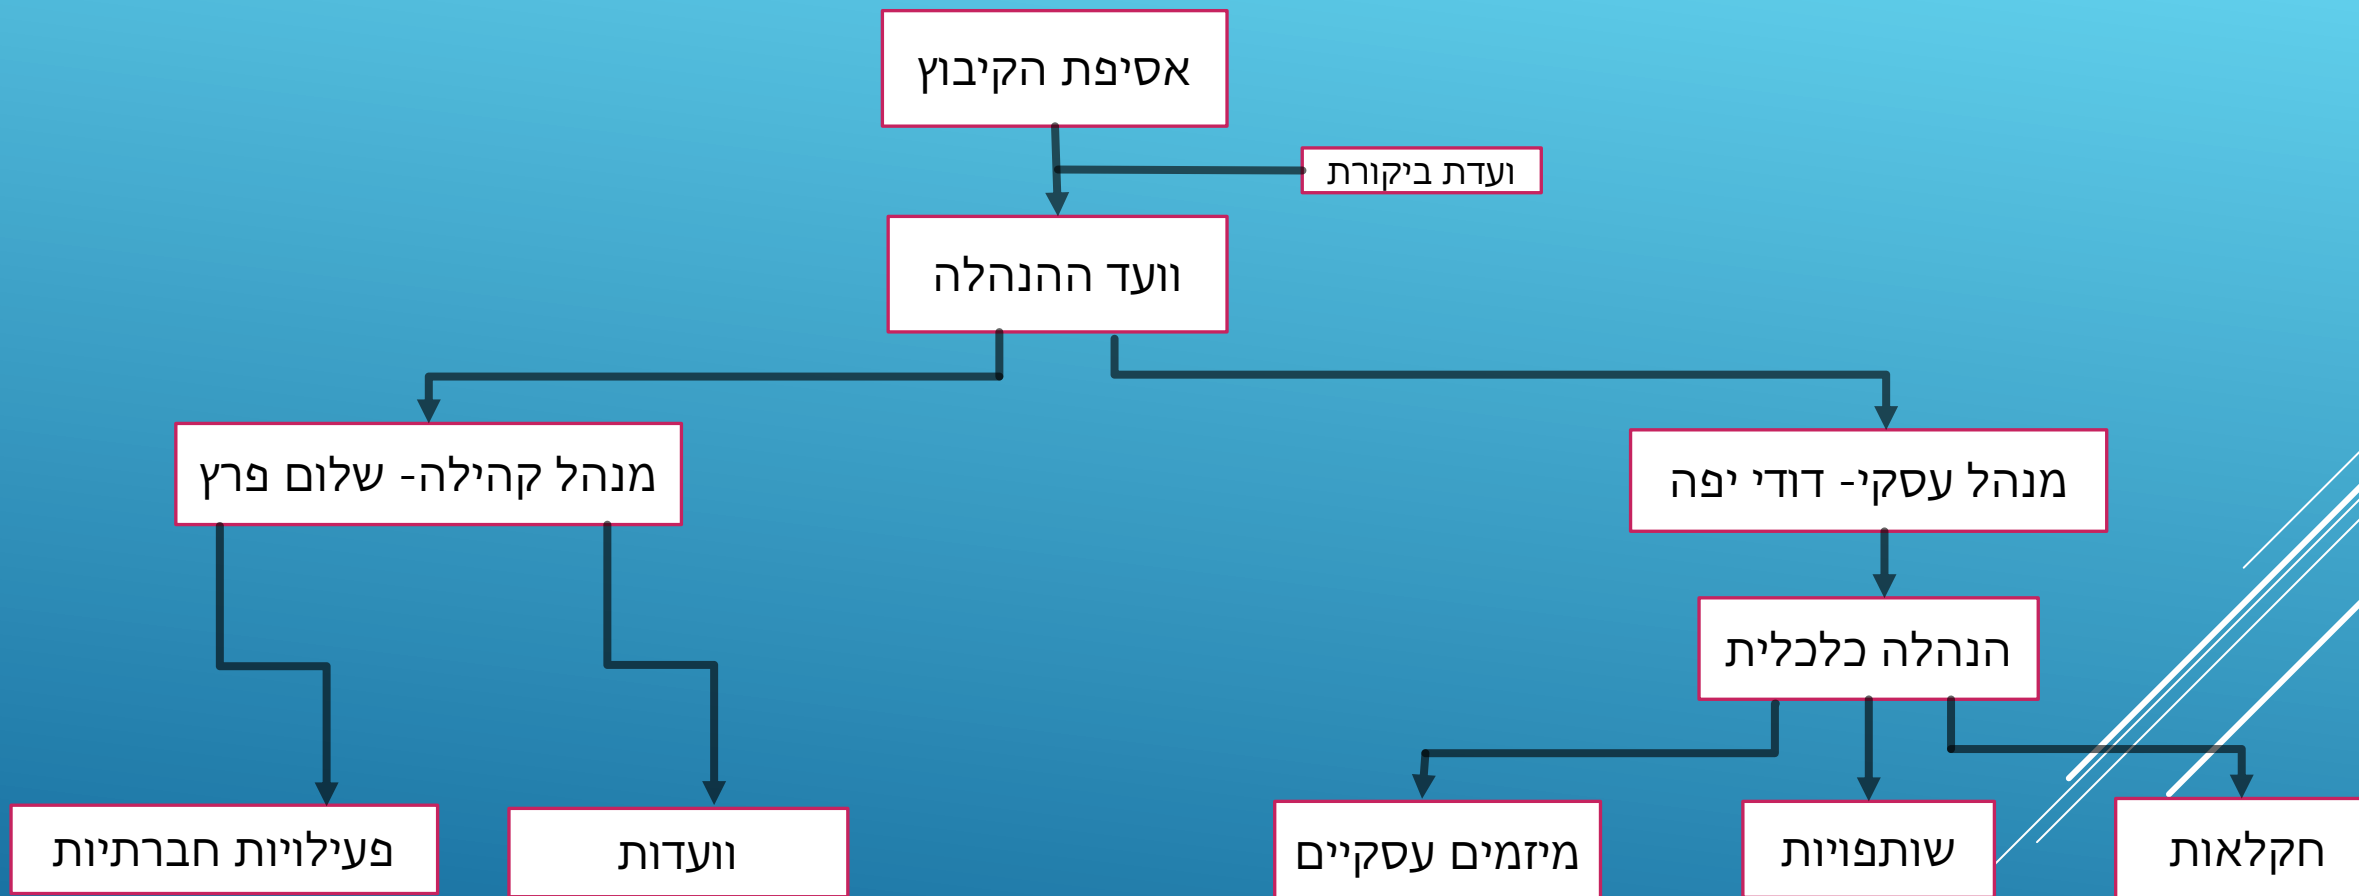 אסיפת הקיבוץ
ועדת ביקורת
וועד ההנהלה
מנהל עסקי- דודי יפה
מנהל קהילה- שלום פרץ
הנהלה כלכלית
חקלאות
שותפויות
מיזמים עסקיים
וועדות
פעילויות חברתיות